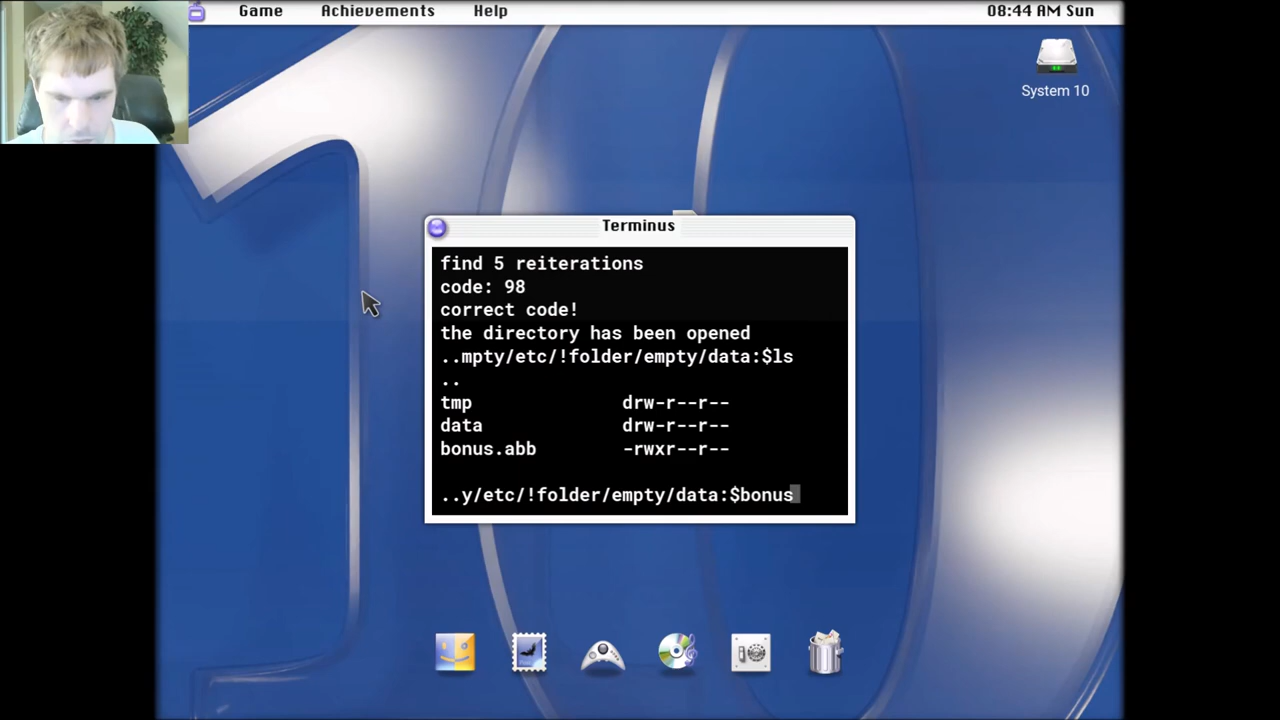 Game Achievements Help 08:44 AM Sun
System 10
Terminus
find 5 reiterations
code: 98
correct code!
the directory has been opened
..mpty/etc/!folder/empty/data:$ls
..
tmp drw-r--r--
data drw-r--r--
bonus.abb -rwxr--r--
..y/etc/!folder/empty/data:$bonus